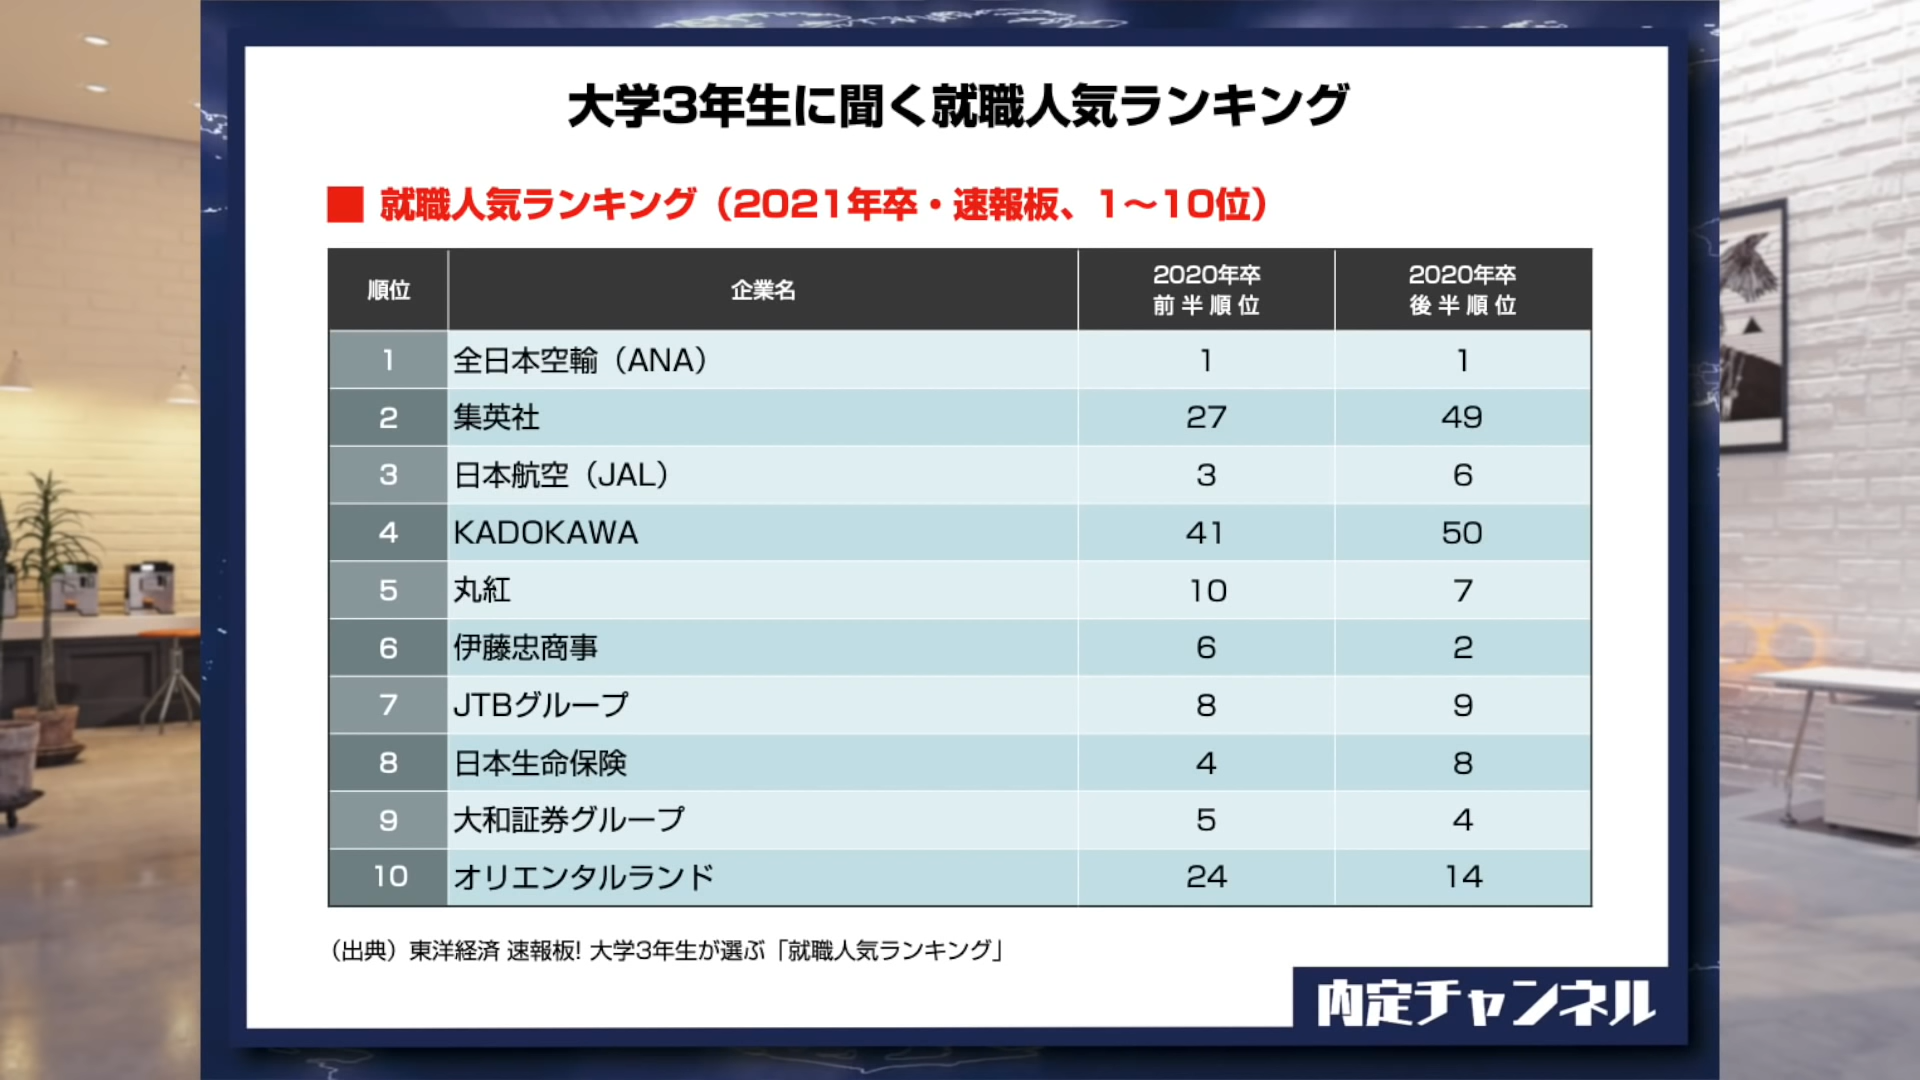 大学3年生に聞く就職人気ランキング
■ 就職人気ランキング（2021年卒・速報板、1～10位）
順位 企業名 2020年卒前半順位 2020年卒後半順位
1 全日本空輸（ANA） 1 1
2 集英社 27 49
3 日本航空（JAL） 3 6
4 KADOKAWA 41 50
5 丸紅 10 7
6 伊藤忠商事 6 2
7 JTBグループ 8 9
8 日本生命保険 4 8
9 大和証券グループ 5 4
10 オリエンタルランド 24 14
（出典）東洋経済 速報板! 大学3年生が選ぶ「就職人気ランキング」
内定チャンネル